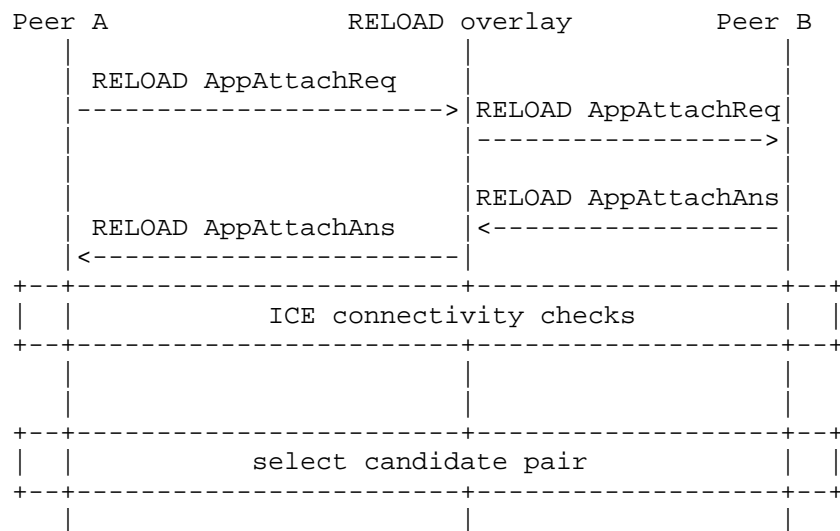 Peer A RELOAD overlay Peer B
RELOAD AppAttachReq
RELOAD AppAttachReq
RELOAD AppAttachAns
RELOAD AppAttachAns
ICE connectivity checks
select candidate pair